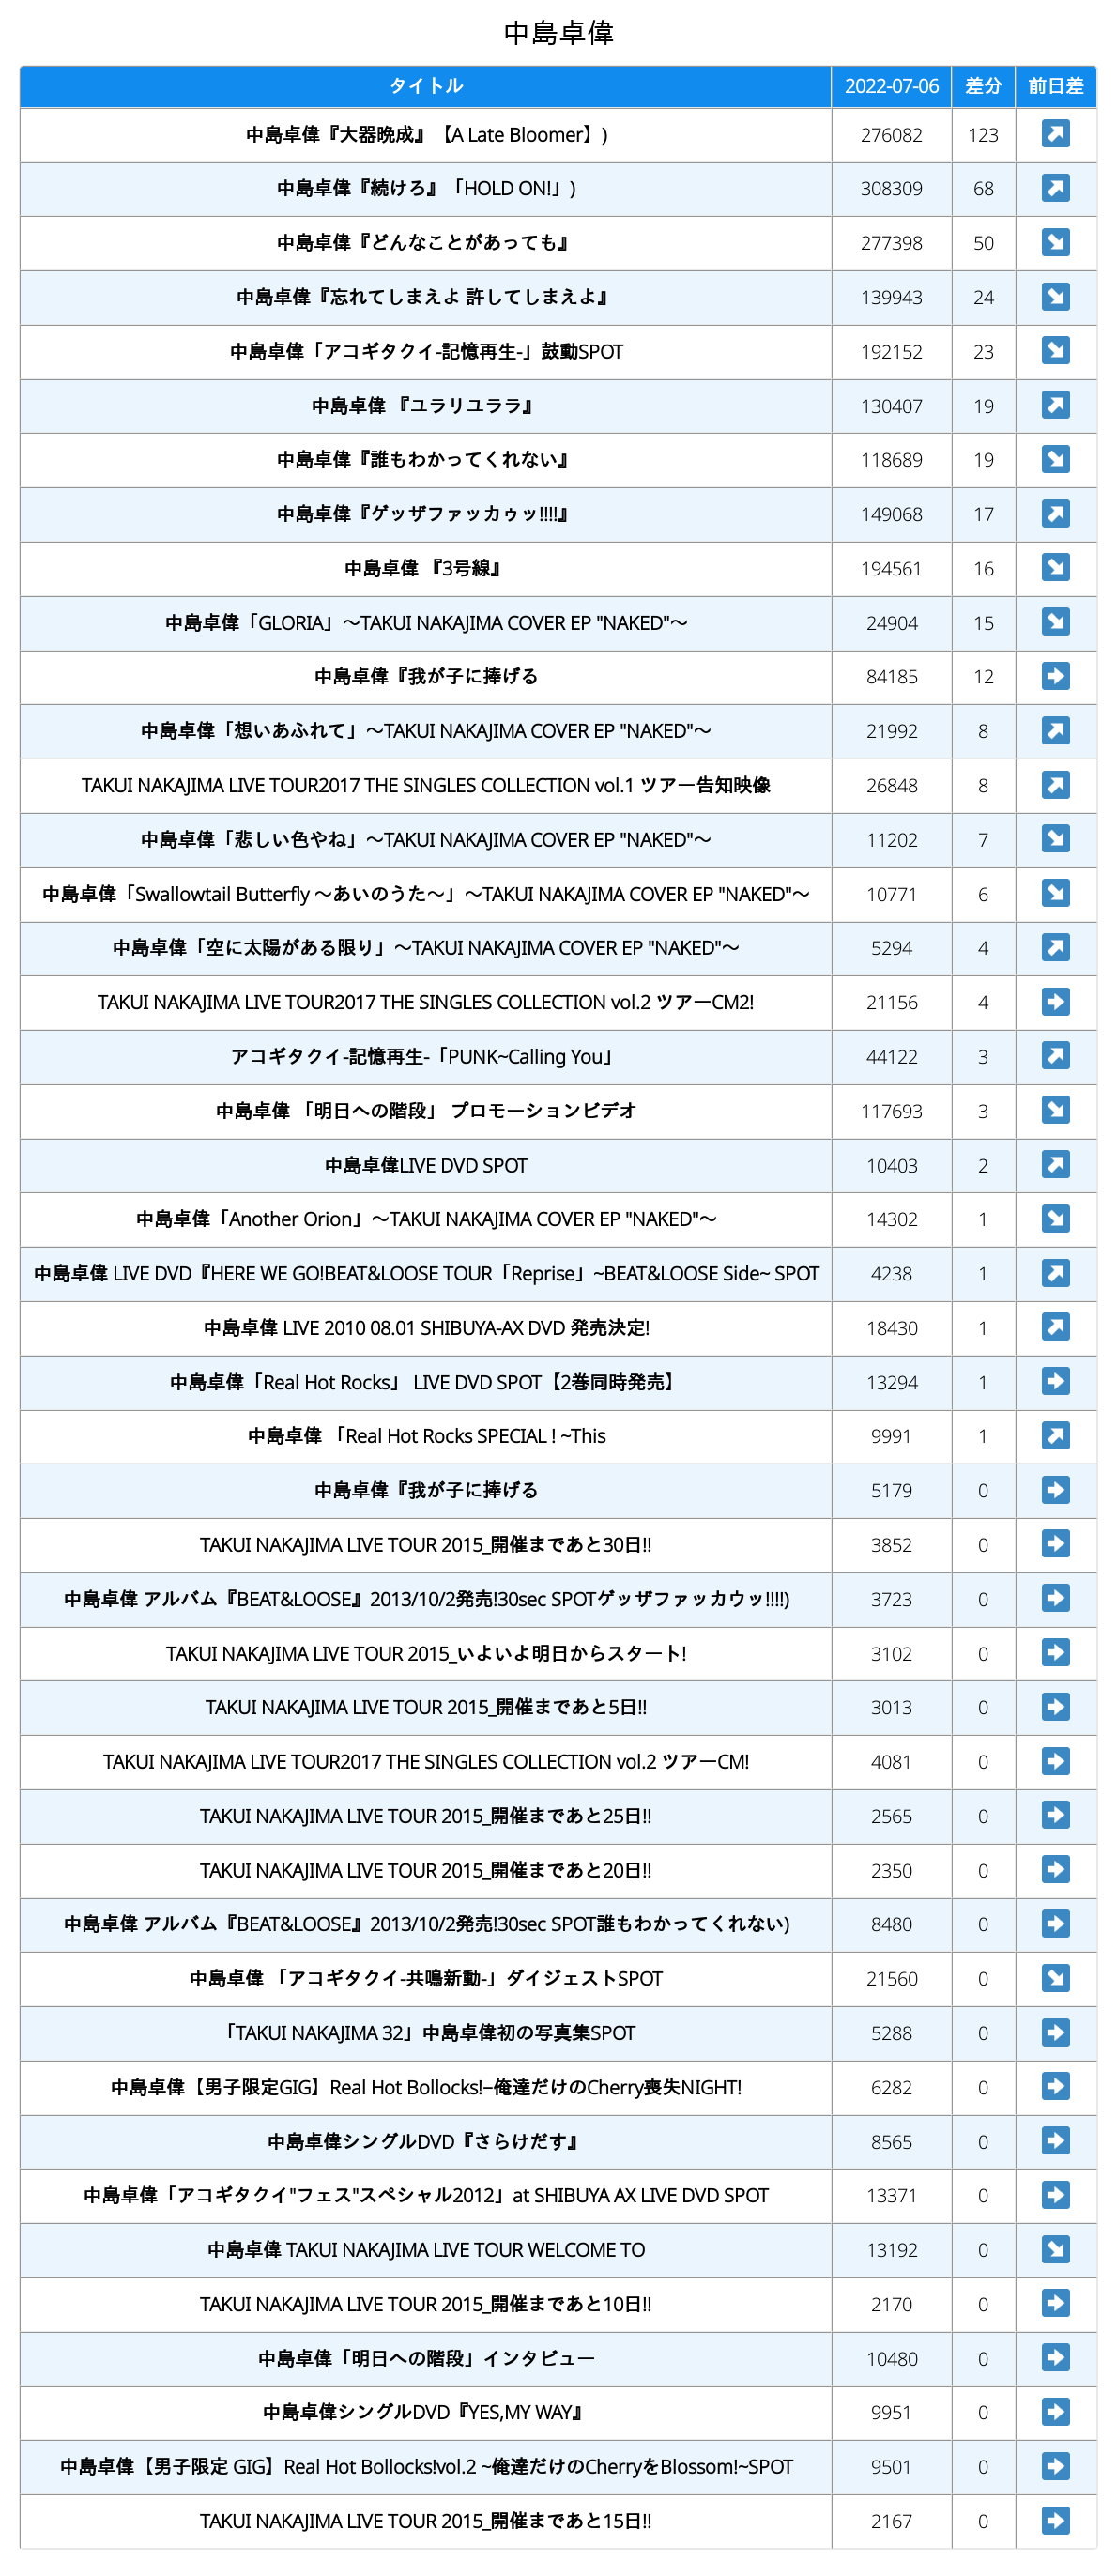 中島卓偉
タイトル 2022-07-06 差分 前日差
中島卓偉『大器晩成』【A Late Bloomer】) 276082 123 ↗
中島卓偉『続けろ』「HOLD ON!」) 308309 68 ↗
中島卓偉『どんなことがあっても』 277398 50 ↘
中島卓偉『忘れてしまえよ 許してしまえよ』 139943 24 ↘
中島卓偉「アコギタクイ-記憶再生-」鼓動SPOT 192152 23 ↘
中島卓偉 『ユラリユララ』 130407 19 ↗
中島卓偉『誰もわかってくれない』 118689 19 ↘
中島卓偉『ゲッザファッカゥッ!!!!』 149068 17 ↗
中島卓偉 『3号線』 194561 16 ↘
中島卓偉「GLORIA」〜TAKUI NAKAJIMA COVER EP "NAKED"〜 24904 15 ↘
中島卓偉『我が子に捧げる 84185 12 ➡
中島卓偉「想いあふれて」〜TAKUI NAKAJIMA COVER EP "NAKED"〜 21992 8 ↗
TAKUI NAKAJIMA LIVE TOUR2017 THE SINGLES COLLECTION vol.1 ツアー告知映像 26848 8 ↗
中島卓偉「悲しい色やね」〜TAKUI NAKAJIMA COVER EP "NAKED"〜 11202 7 ↘
中島卓偉「Swallowtail Butterfly 〜あいのうた〜」〜TAKUI NAKAJIMA COVER EP "NAKED"〜 10771 6 ↘
中島卓偉「空に太陽がある限り」〜TAKUI NAKAJIMA COVER EP "NAKED"〜 5294 4 ↗
TAKUI NAKAJIMA LIVE TOUR2017 THE SINGLES COLLECTION vol.2 ツアーCM2! 21156 4 ➡
アコギタクイ-記憶再生-「PUNK~Calling You」 44122 3 ↗
中島卓偉 「明日への階段」 プロモーションビデオ 117693 3 ↘
中島卓偉LIVE DVD SPOT 10403 2 ↗
中島卓偉「Another Orion」〜TAKUI NAKAJIMA COVER EP "NAKED"〜 14302 1 ↘
中島卓偉 LIVE DVD『HERE WE GO!BEAT&LOOSE TOUR「Reprise」~BEAT&LOOSE Side~ SPOT 4238 1 ↗
中島卓偉 LIVE 2010 08.01 SHIBUYA-AX DVD 発売決定! 18430 1 ↗
中島卓偉「Real Hot Rocks」 LIVE DVD SPOT【2巻同時発売】 13294 1 ➡
中島卓偉 「Real Hot Rocks SPECIAL ! ~This 9991 1 ↗
中島卓偉『我が子に捧げる 5179 0 ➡
TAKUI NAKAJIMA LIVE TOUR 2015_開催まであと30日!! 3852 0 ➡
中島卓偉 アルバム『BEAT&LOOSE』2013/10/2発売!30sec SPOTゲッザファッカウッ!!!!) 3723 0 ➡
TAKUI NAKAJIMA LIVE TOUR 2015_いよいよ明日からスタート! 3102 0 ➡
TAKUI NAKAJIMA LIVE TOUR 2015_開催まであと5日!! 3013 0 ➡
TAKUI NAKAJIMA LIVE TOUR2017 THE SINGLES COLLECTION vol.2 ツアーCM! 4081 0 ➡
TAKUI NAKAJIMA LIVE TOUR 2015_開催まであと25日!! 2565 0 ➡
TAKUI NAKAJIMA LIVE TOUR 2015_開催まであと20日!! 2350 0 ➡
中島卓偉 アルバム『BEAT&LOOSE』2013/10/2発売!30sec SPOT誰もわかってくれない) 8480 0 ➡
中島卓偉 「アコギタクイ-共鳴新動-」ダイジェストSPOT 21560 0 ↘
「TAKUI NAKAJIMA 32」中島卓偉初の写真集SPOT 5288 0 ➡
中島卓偉【男子限定GIG】Real Hot Bollocks!−俺達だけのCherry喪失NIGHT! 6282 0 ➡
中島卓偉シングルDVD『さらけだす』 8565 0 ➡
中島卓偉「アコギタクイ"フェス"スペシャル2012」at SHIBUYA AX LIVE DVD SPOT 13371 0 ➡
中島卓偉 TAKUI NAKAJIMA LIVE TOUR WELCOME TO 13192 0 ↘
TAKUI NAKAJIMA LIVE TOUR 2015_開催まであと10日!! 2170 0 ➡
中島卓偉「明日への階段」インタビュー 10480 0 ➡
中島卓偉シングルDVD『YES,MY WAY』 9951 0 ➡
中島卓偉【男子限定 GIG】Real Hot Bollocks!vol.2 ~俺達だけのCherryをBlossom!~SPOT 9501 0 ➡
TAKUI NAKAJIMA LIVE TOUR 2015_開催まであと15日!! 2167 0 ➡